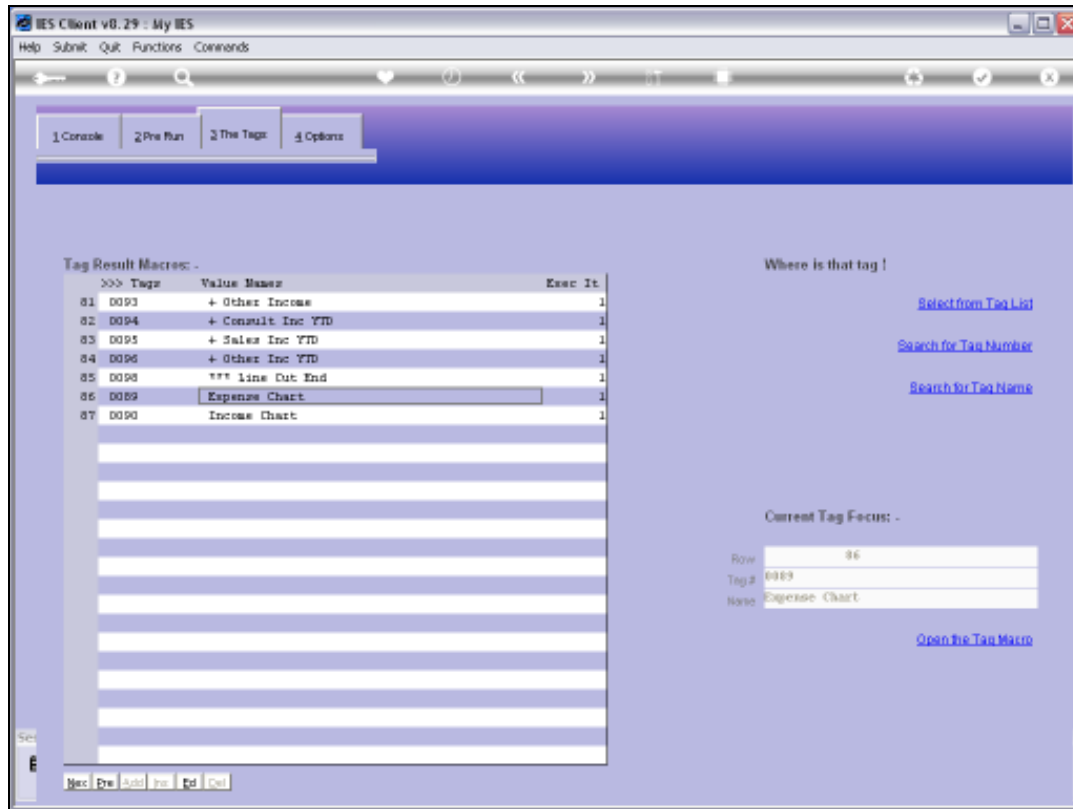 IES Client v8.29 : My IES
Help Submit Quit Functions Commands
1 Console 2 Pre Run 3 The Tags 4 Options
Tag Result Macros: -
>>> Tags Value Names Exec It
81 0093 + Other Income 1
82 0094 + Consult Inc YTD 1
83 0095 + Sales Inc YTD 1
84 0096 + Other Inc YTD 1
85 0098 *** Line Cut End 1
86 0089 Expense Chart 1
87 0090 Income Chart 1
Where is that tag !
Select from Tag List
Search for Tag Number
Search for Tag Name
Current Tag Focus: -
Row 86
Tag # 0089
Name Expense Chart
Open the Tag Macro
Nex Pre Add Ins Ed Del